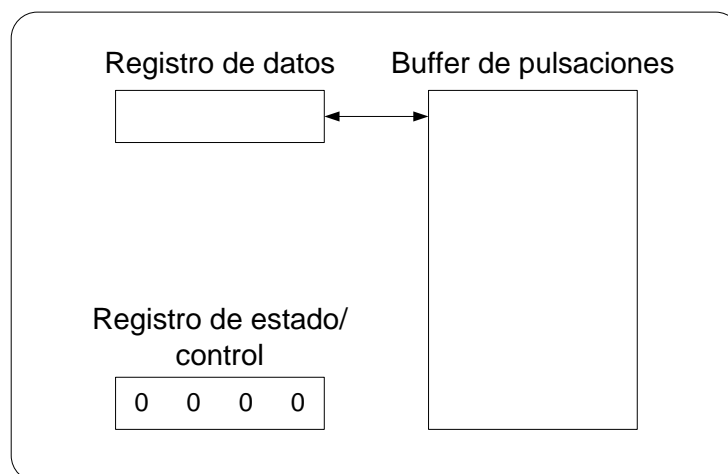 Registro de datos
Buffer de pulsaciones
Registro de estado/
control
0 0 0 0